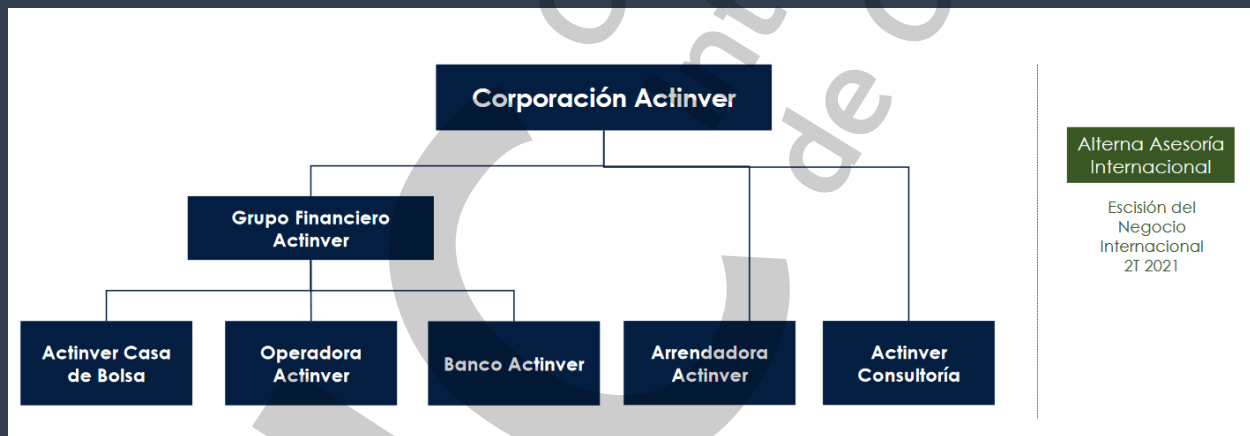 Corporación Actinver
Alterna Asesoría
Internacional
Escisión del
Negocio
Internacional
2T 2021
Grupo Financiero
Actinver
Actinver Casa
de Bolsa
Operadora
Actinver
Banco Actinver
Arrendadora
Actinver
Actinver
Consultoría